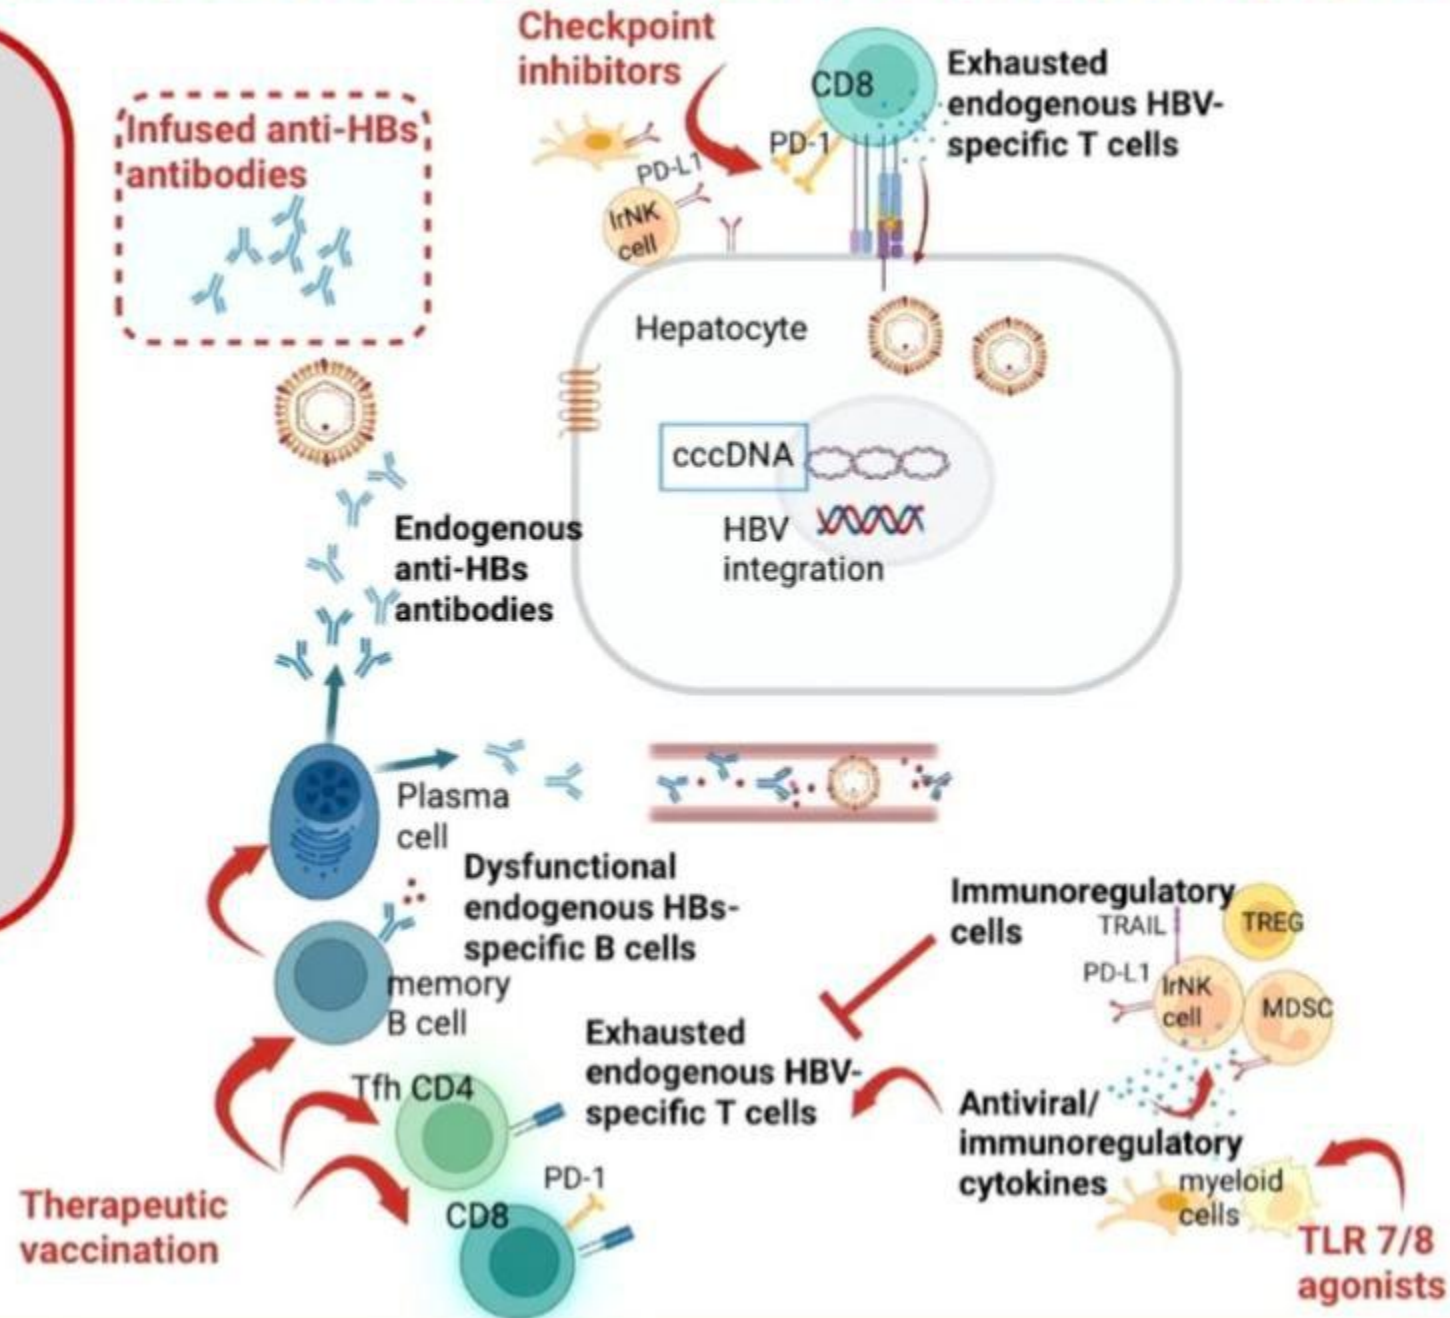 Checkpoint
inhibitors
CD8
Exhausted
endogenous HBV-
specific T cells
Infused anti-HBs
antibodies
PD-1
PD-L1
IrNK
cell
Hepatocyte
cccDNA
HBV
integration
Endogenous
anti-HBs
antibodies
Plasma
cell
Dysfunctional
endogenous HBs-
specific B cells
memory
B cell
Immunoregulatory
cells
TRAIL
TREG
PD-L1
IrNK
cell
MDSC
Exhausted
endogenous HBV-
specific T cells
Tfh CD4
Antiviral/
immunoregulatory
cytokines
myeloid
cells
PD-1
CD8
Therapeutic
vaccination
TLR 7/8
agonists